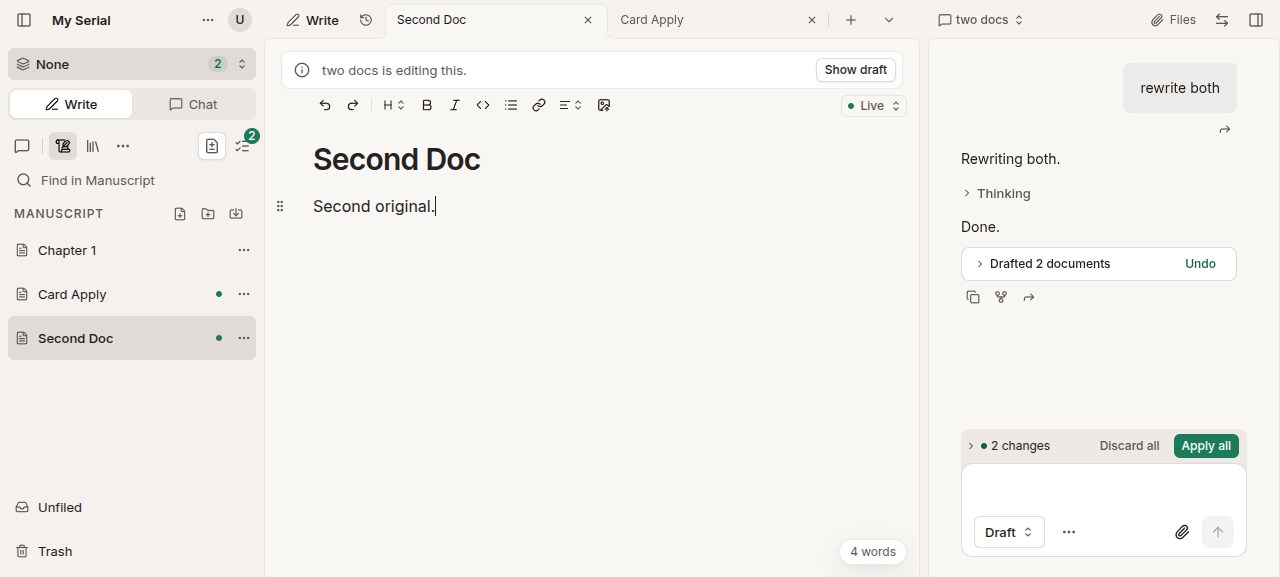 My Serial
U
Write
Second Doc
Card Apply
two docs
Files
None
2
two docs is editing this.
Show draft
rewrite both
Write
Chat
H
B
I
Live
2
Find in Manuscript
Second Doc
Rewriting both.
Thinking
MANUSCRIPT
Second original.
Done.
Chapter 1
Drafted 2 documents
Undo
Card Apply
Second Doc
2 changes
Discard all
Apply all
Unfiled
Draft
Trash
4 words